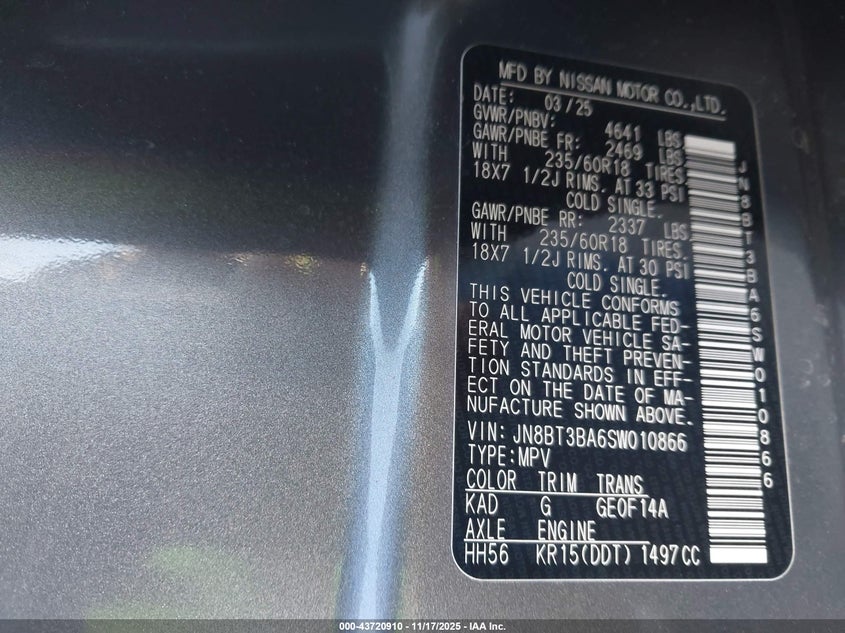 MFD BY NISSAN MOTOR CO.,LTD.
DATE: 03/25
GVWR/PNBV: 4641 LBS
GAWR/PNBE FR: 2469 LBS
WITH 235/60R18 TIRES.
18X7 1/2J RIMS. AT 33 PSI
COLD SINGLE.
GAWR/PNBE RR: 2337 LBS
WITH 235/60R18 TIRES.
18X7 1/2J RIMS. AT 30 PSI
COLD SINGLE.
THIS VEHICLE CONFORMS
TO ALL APPLICABLE FED-
ERAL MOTOR VEHICLE SA-
FETY AND THEFT PREVEN-
TION STANDARDS IN EFF-
ECT ON THE DATE OF MA-
NUFACTURE SHOWN ABOVE.
VIN: JN8BT3BA6SW010866
TYPE:MPV
COLOR TRIM TRANS
KAD G GE0F14A
AXLE ENGINE
HH56 KR15(DDT) 1497CC
JN8BT3BA6SW010866
000-43720910 - 11/17/2025 - IAA Inc.